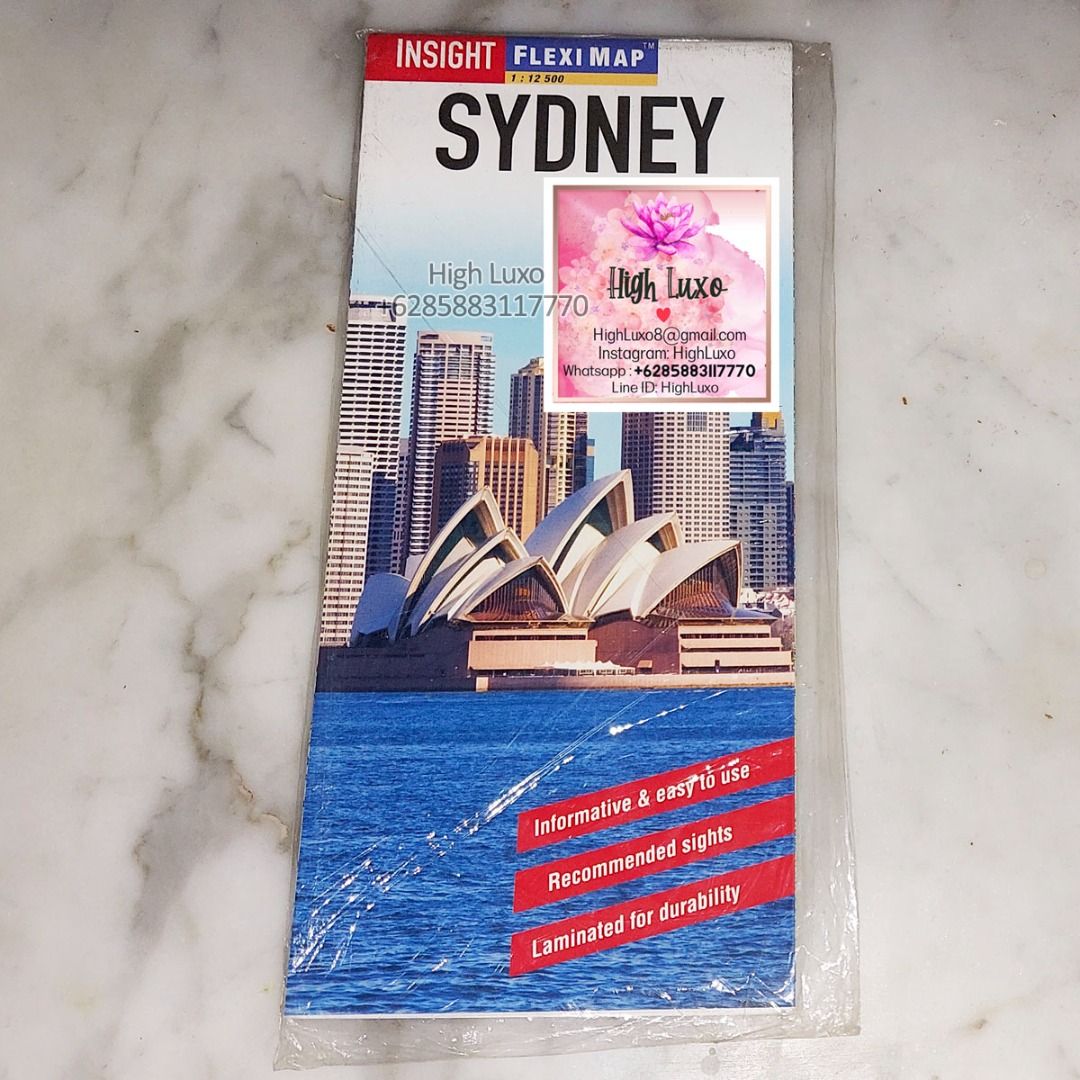 INSIGHT FLEXI MAP™
1 : 12 500
SYDNEY
High Luxo
+6285883117770
High Luxo
HighLuxo8@gmail.com
Instagram: HighLuxo
Whatsapp : +6285883117770
Line ID: HighLuxo
Informative & easy to use
Recommended sights
Laminated for durability